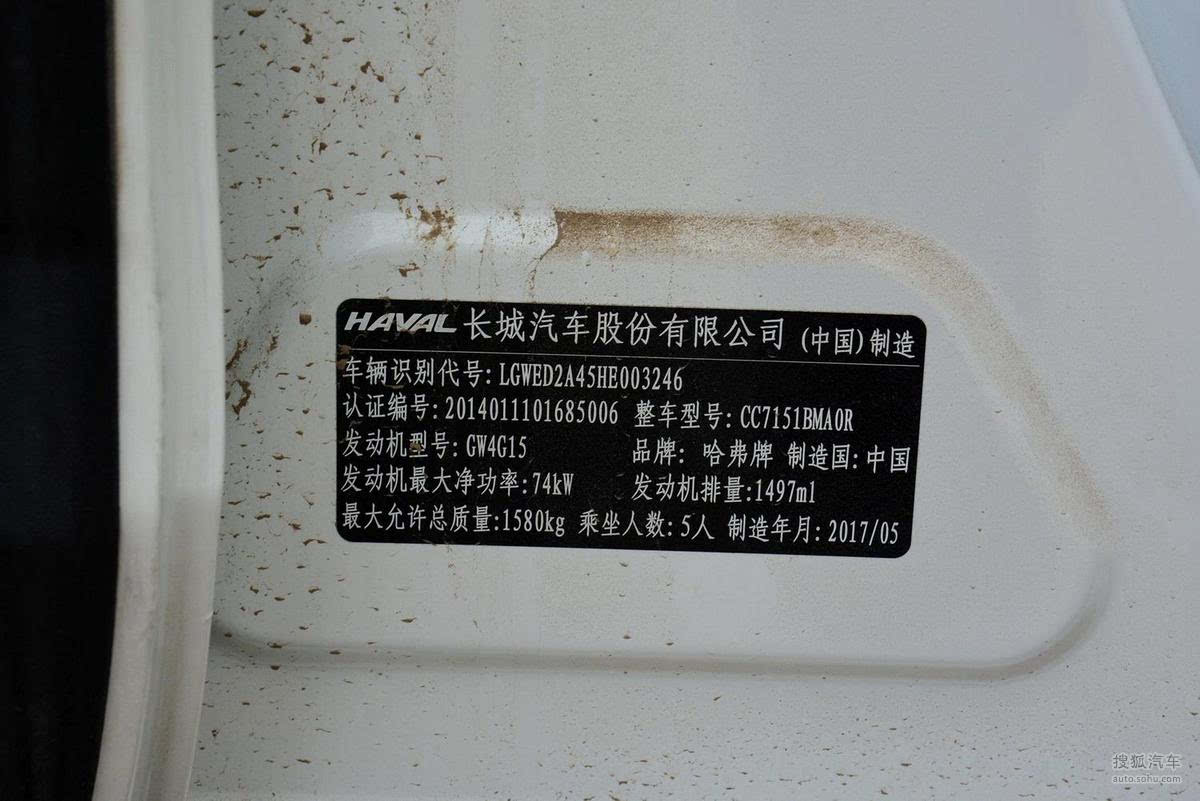 HAVAL 长城汽车股份有限公司 (中国)制造
车辆识别代号: LGWED2A45HE003246
认证编号: 2014011101685006 整车型号: CC7151BMA0R
发动机型号: GW4G15 品牌: 哈弗牌 制造国: 中国
发动机最大净功率:74kW 发动机排量:1497ml
最大允许总质量:1580kg 乘坐人数: 5人 制造年月: 2017/05
搜狐汽车
auto.sohu.com